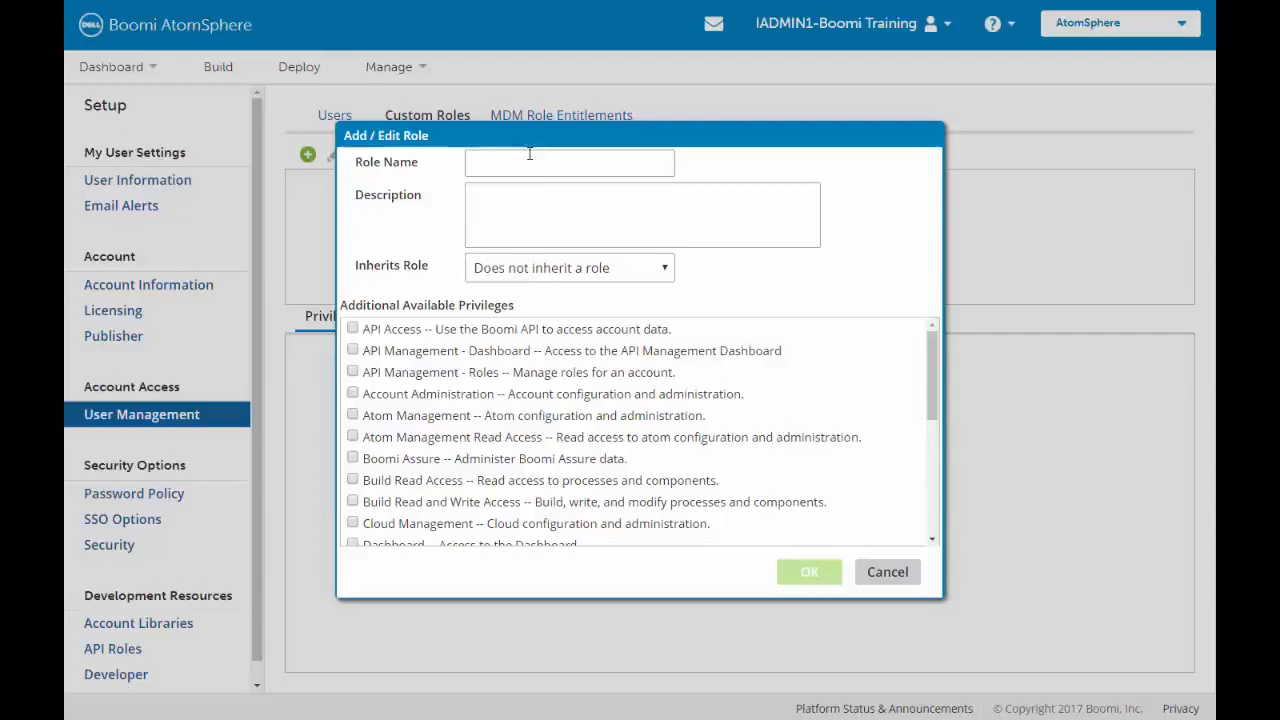 DELL Boomi AtomSphere
IADMIN1-Boomi Training
?
AtomSphere
Dashboard
Build
Deploy
Manage
Setup
My User Settings
User Information
Email Alerts
Account
Account Information
Licensing
Publisher
Account Access
User Management
Security Options
Password Policy
SSO Options
Security
Development Resources
Account Libraries
API Roles
Developer
Users
Custom Roles
MDM Role Entitlements
Privil
Add / Edit Role
Role Name
Description
Inherits Role
Does not inherit a role
Additional Available Privileges
API Access -- Use the Boomi API to access account data.
API Management - Dashboard -- Access to the API Management Dashboard
API Management - Roles -- Manage roles for an account.
Account Administration -- Account configuration and administration.
Atom Management -- Atom configuration and administration.
Atom Management Read Access -- Read access to atom configuration and administration.
Boomi Assure -- Administer Boomi Assure data.
Build Read Access -- Read access to processes and components.
Build Read and Write Access -- Build, write, and modify processes and components.
Cloud Management -- Cloud configuration and administration.
Dashboard -- Access to the Dashboard
OK
Cancel
Platform Status & Announcements
© Copyright 2017 Boomi, Inc.
Privacy